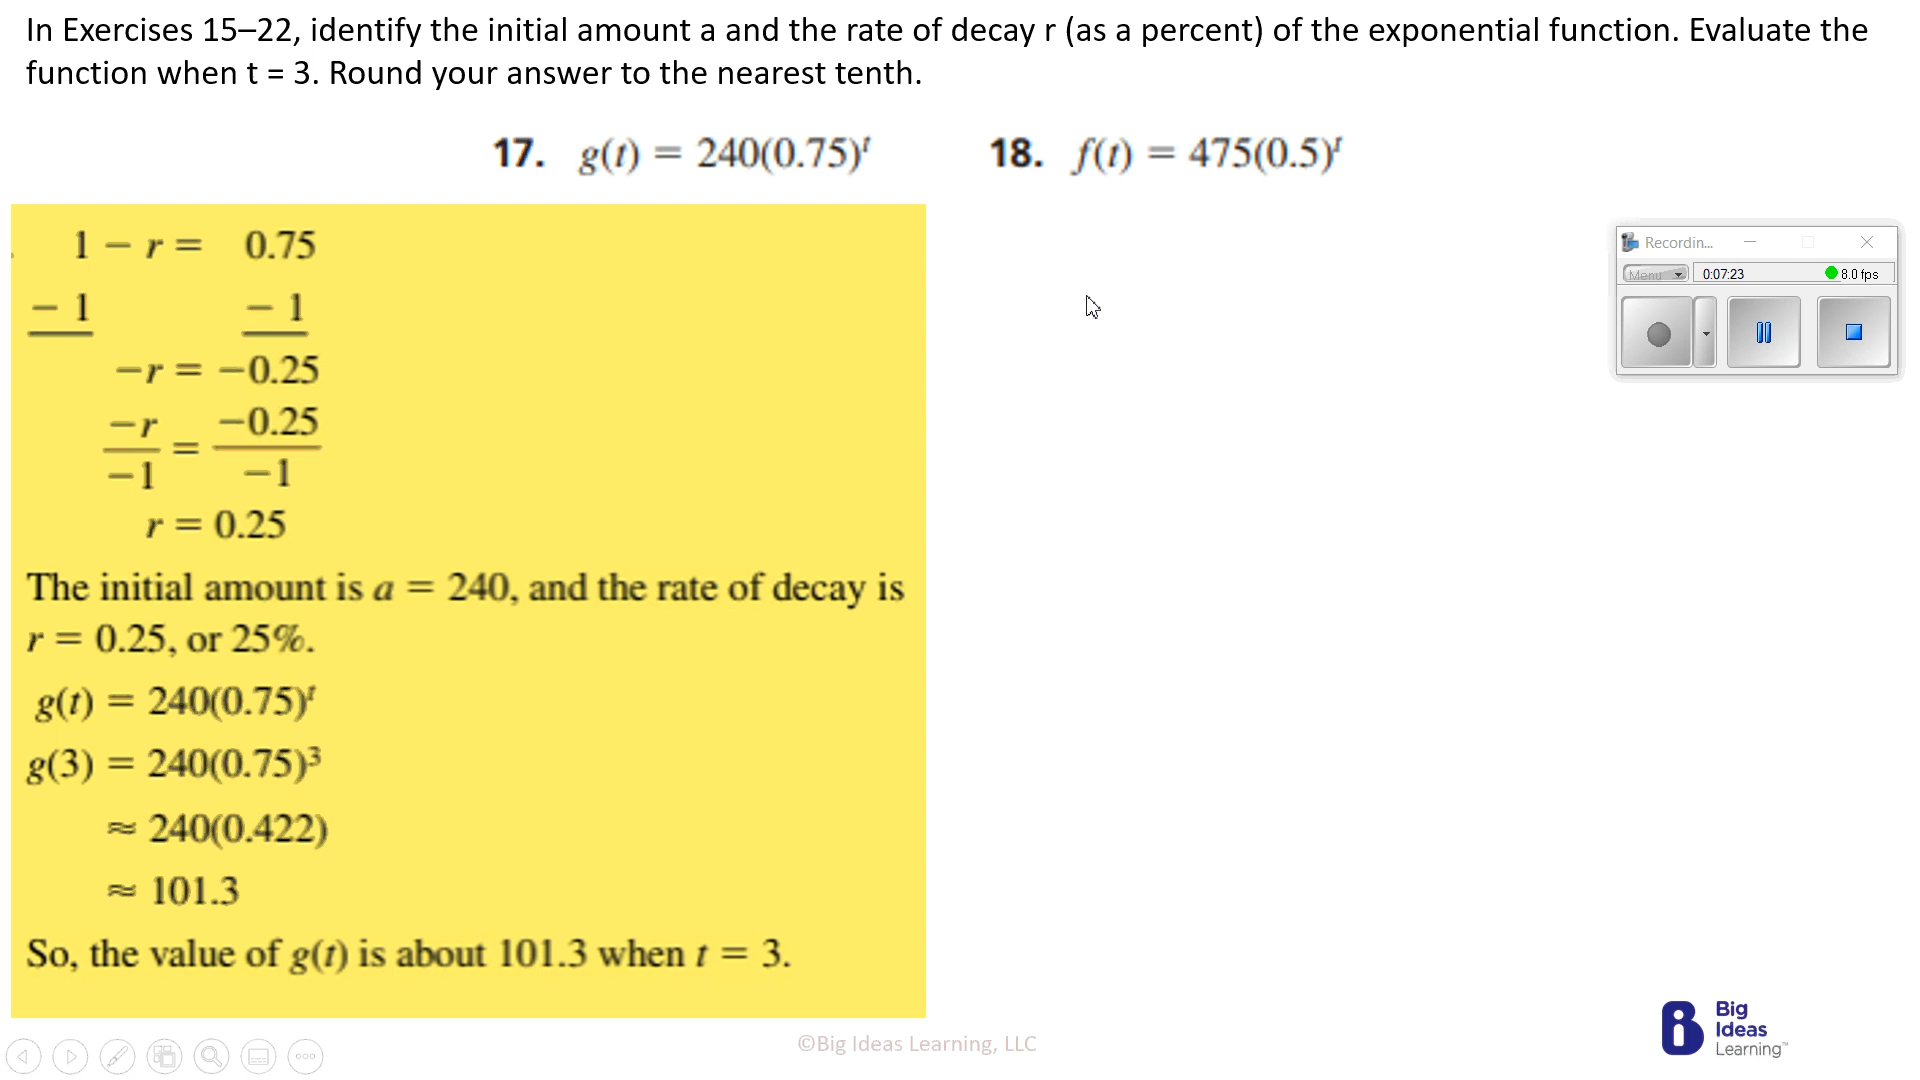 In Exercises 15–22, identify the initial amount a and the rate of decay r (as a percent) of the exponential function. Evaluate the
function when t = 3. Round your answer to the nearest tenth.
17. g(t) = 240(0.75)^t
18. f(t) = 475(0.5)^t
1 − r = 0.75
− 1 − 1
−r = −0.25
−r/−1 = −0.25/−1
r = 0.25
The initial amount is a = 240, and the rate of decay is
r = 0.25, or 25%.
g(t) = 240(0.75)^t
g(3) = 240(0.75)³
≈ 240(0.422)
≈ 101.3
So, the value of g(t) is about 101.3 when t = 3.
Recordin...
Menu 0:07:23 8.0 fps
©Big Ideas Learning, LLC
Big
Ideas
Learning™